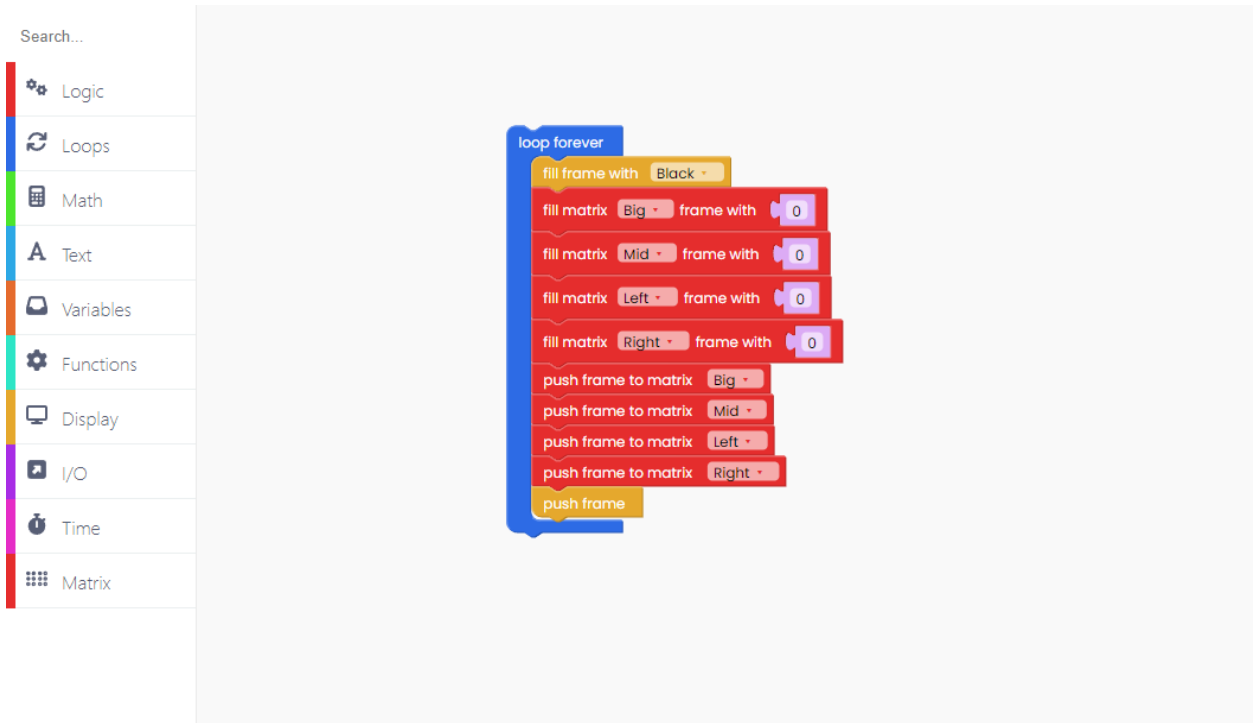 Search...
Logic
Loops
Math
Text
Variables
Functions
Display
I/O
Time
Matrix
loop forever
fill frame with Black
fill matrix Big frame with 0
fill matrix Mid frame with 0
fill matrix Left frame with 0
fill matrix Right frame with 0
push frame to matrix Big
push frame to matrix Mid
push frame to matrix Left
push frame to matrix Right
push frame